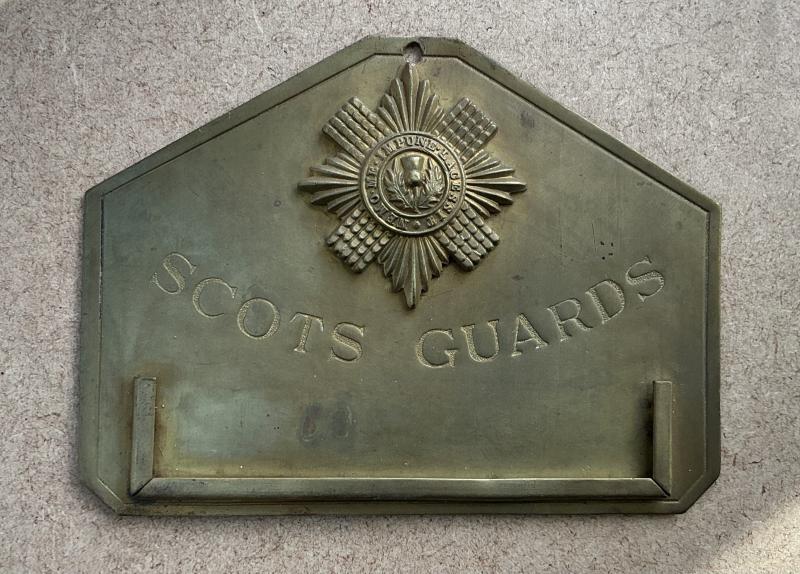 NEMO ME IMPUNE LACESSIT
SCOTS GUARDS